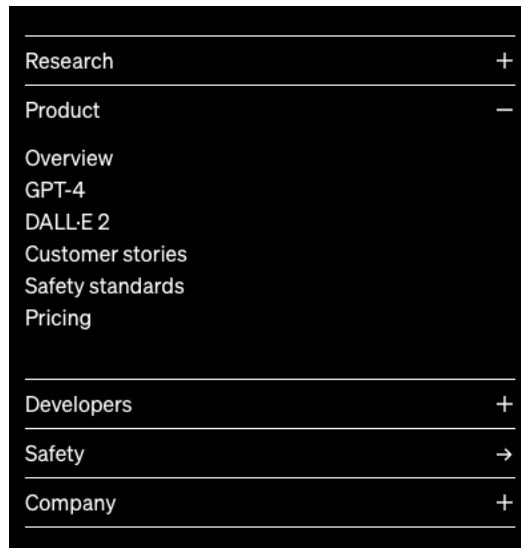 Research +
Product −
Overview
GPT-4
DALL·E 2
Customer stories
Safety standards
Pricing
Developers +
Safety →
Company +